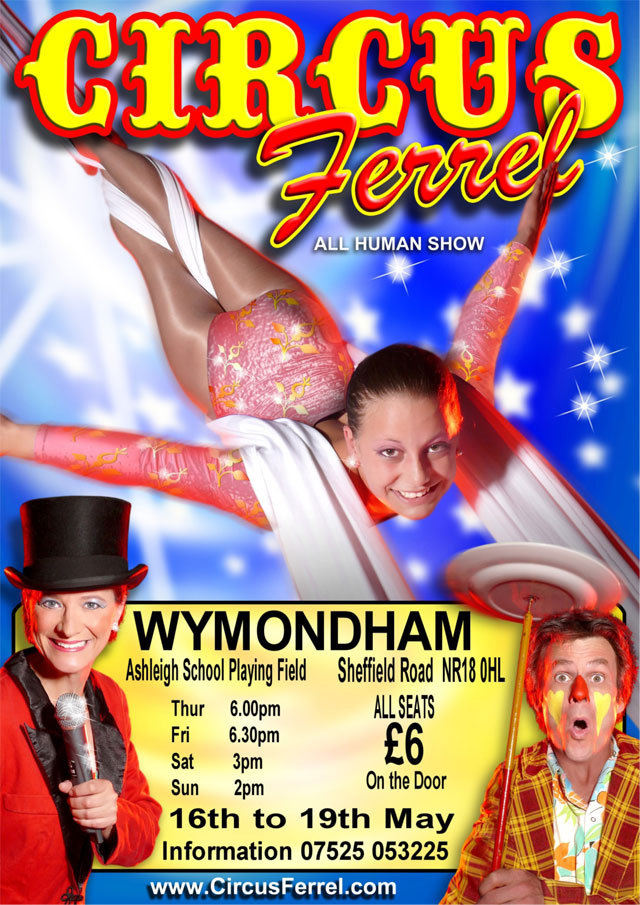 CIRCUS
Ferrel
ALL HUMAN SHOW
WYMONDHAM
Ashleigh School Playing Field Sheffield Road NR18 0HL
Thur 6.00pm
Fri 6.30pm
Sat 3pm
Sun 2pm
ALL SEATS
£6
On the Door
16th to 19th May
Information 07525 053225
www.CircusFerrel.com